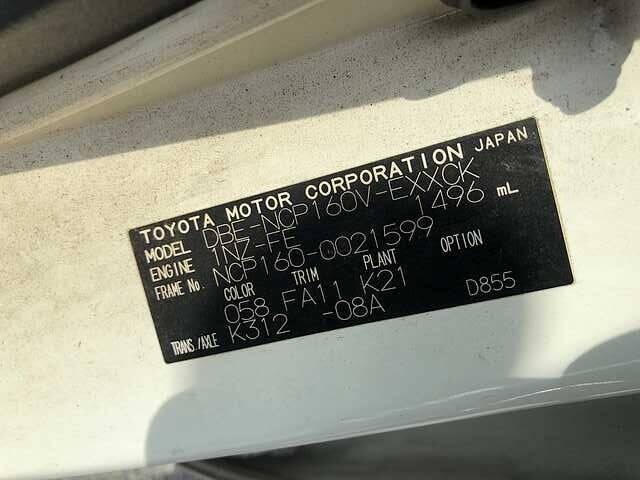 TOYOTA MOTOR CORPORATION JAPAN
MODEL DBE-NCP160V-EXXCK
ENGINE 1NZ-FE 1496 mL
FRAME No. NCP160-0021599
COLOR TRIM PLANT OPTION
058 FA11 K21
TRANS./AXLE K312 -08A D855